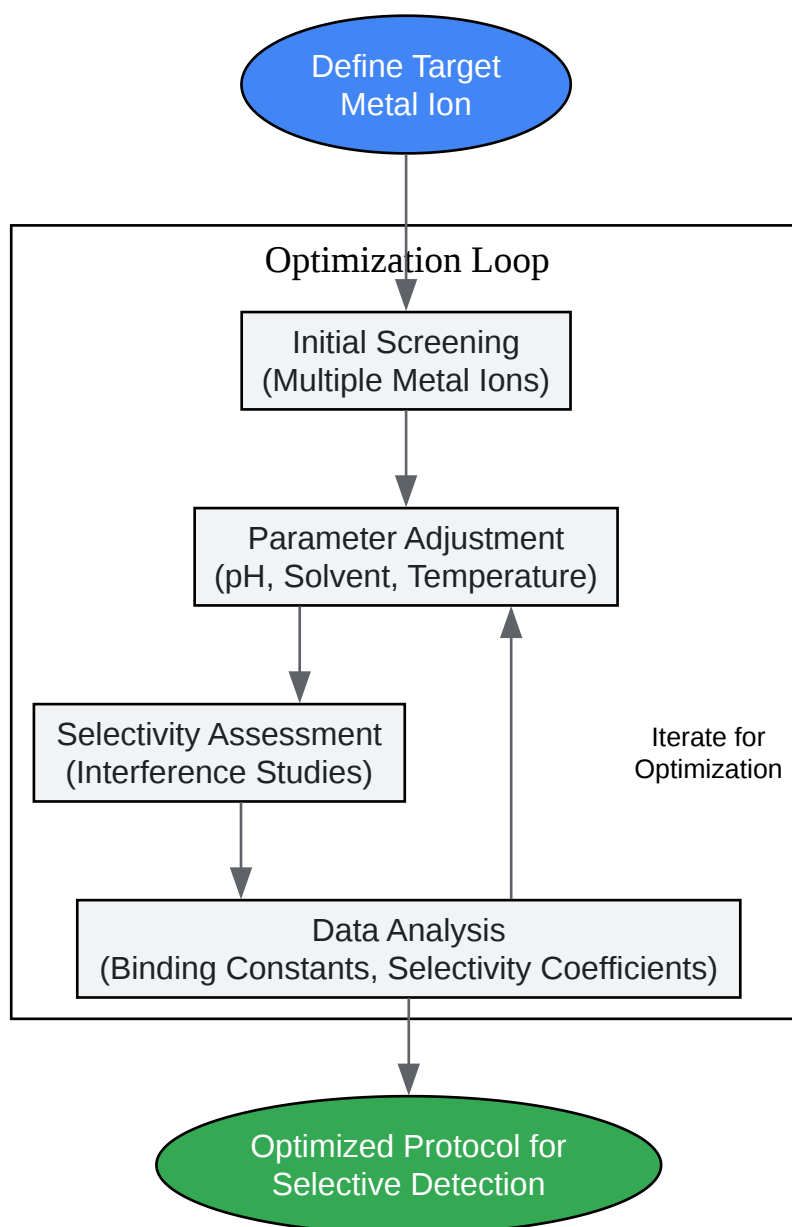 Define Target
Metal Ion
Optimization Loop
Initial Screening
(Multiple Metal Ions)
Parameter Adjustment
(pH, Solvent, Temperature)
Selectivity Assessment
(Interference Studies)
Iterate for
Optimization
Data Analysis
(Binding Constants, Selectivity Coefficients)
Optimized Protocol for
Selective Detection